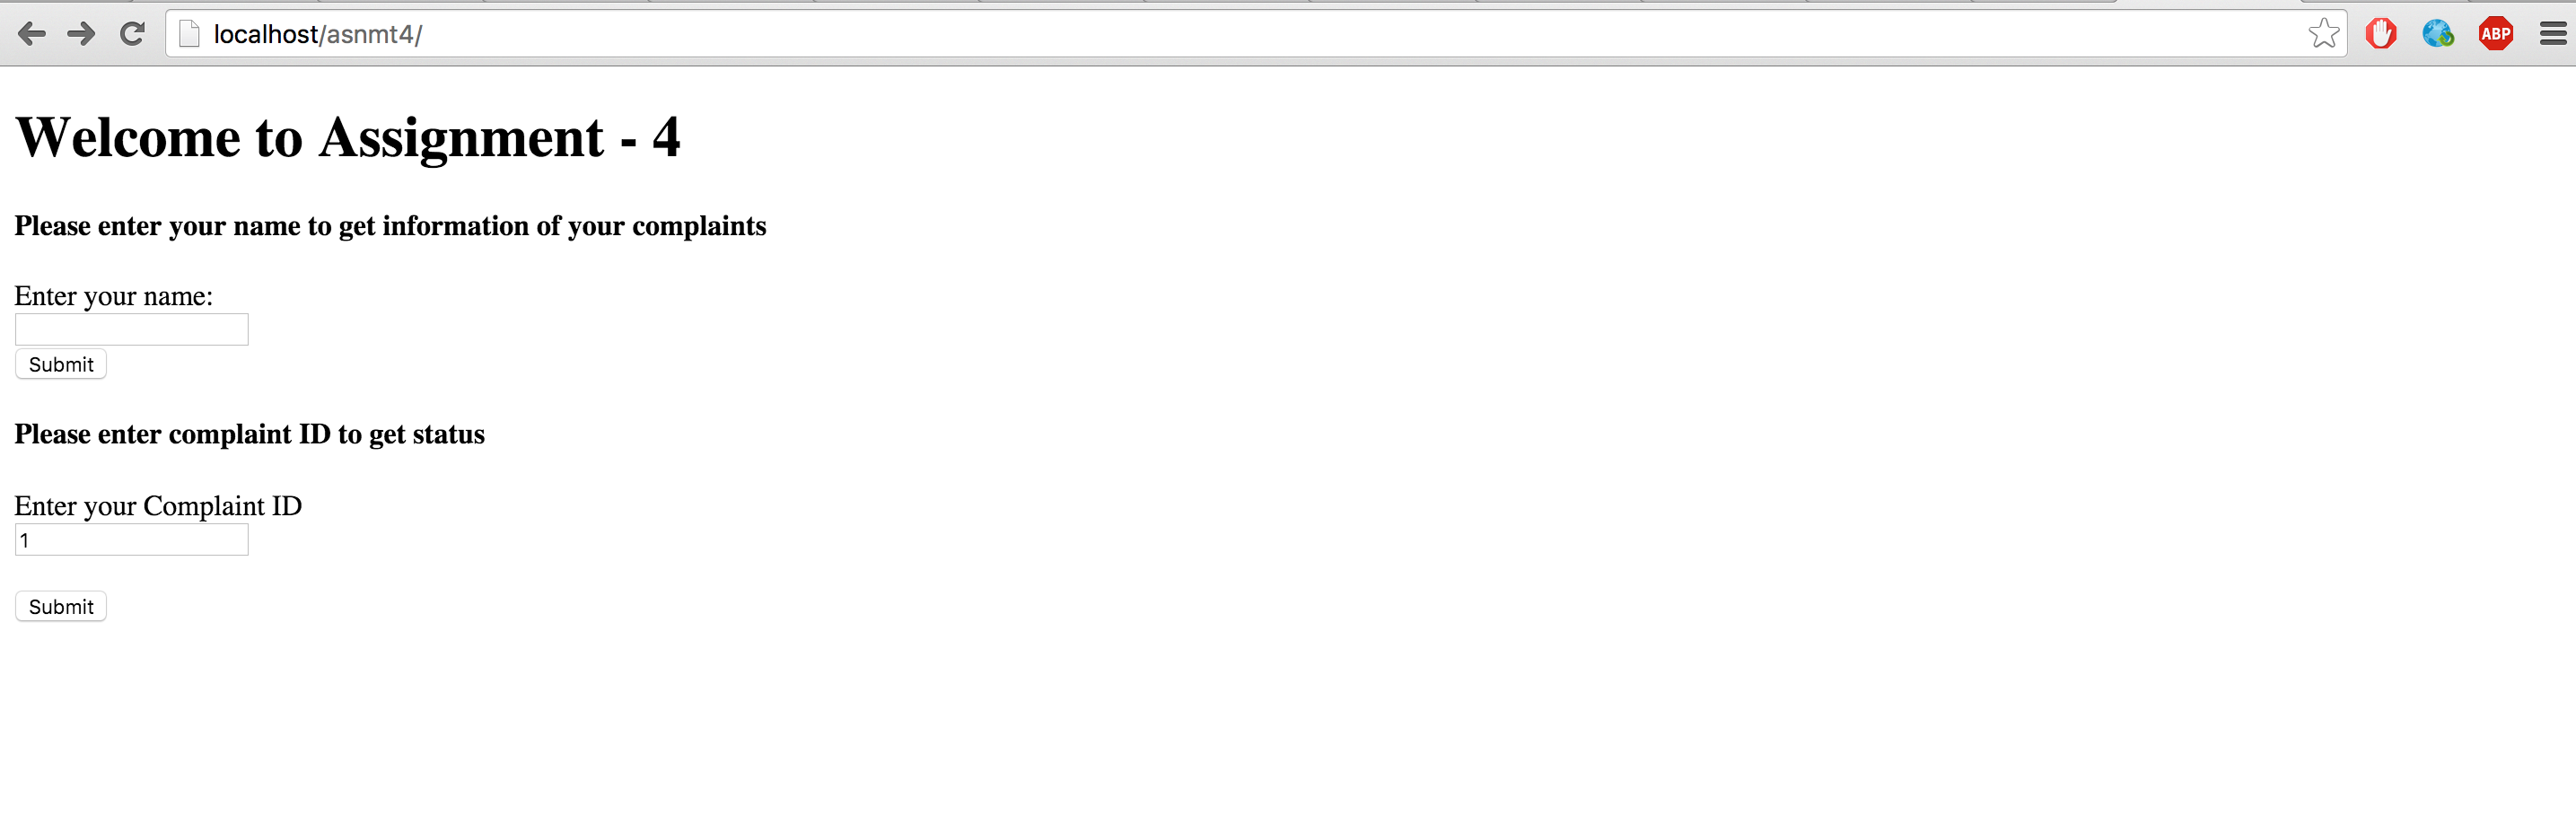 localhost/asnmt4/
ABP
Welcome to Assignment - 4
Please enter your name to get information of your complaints
Enter your name:
Submit
Please enter complaint ID to get status
Enter your Complaint ID
1
Submit